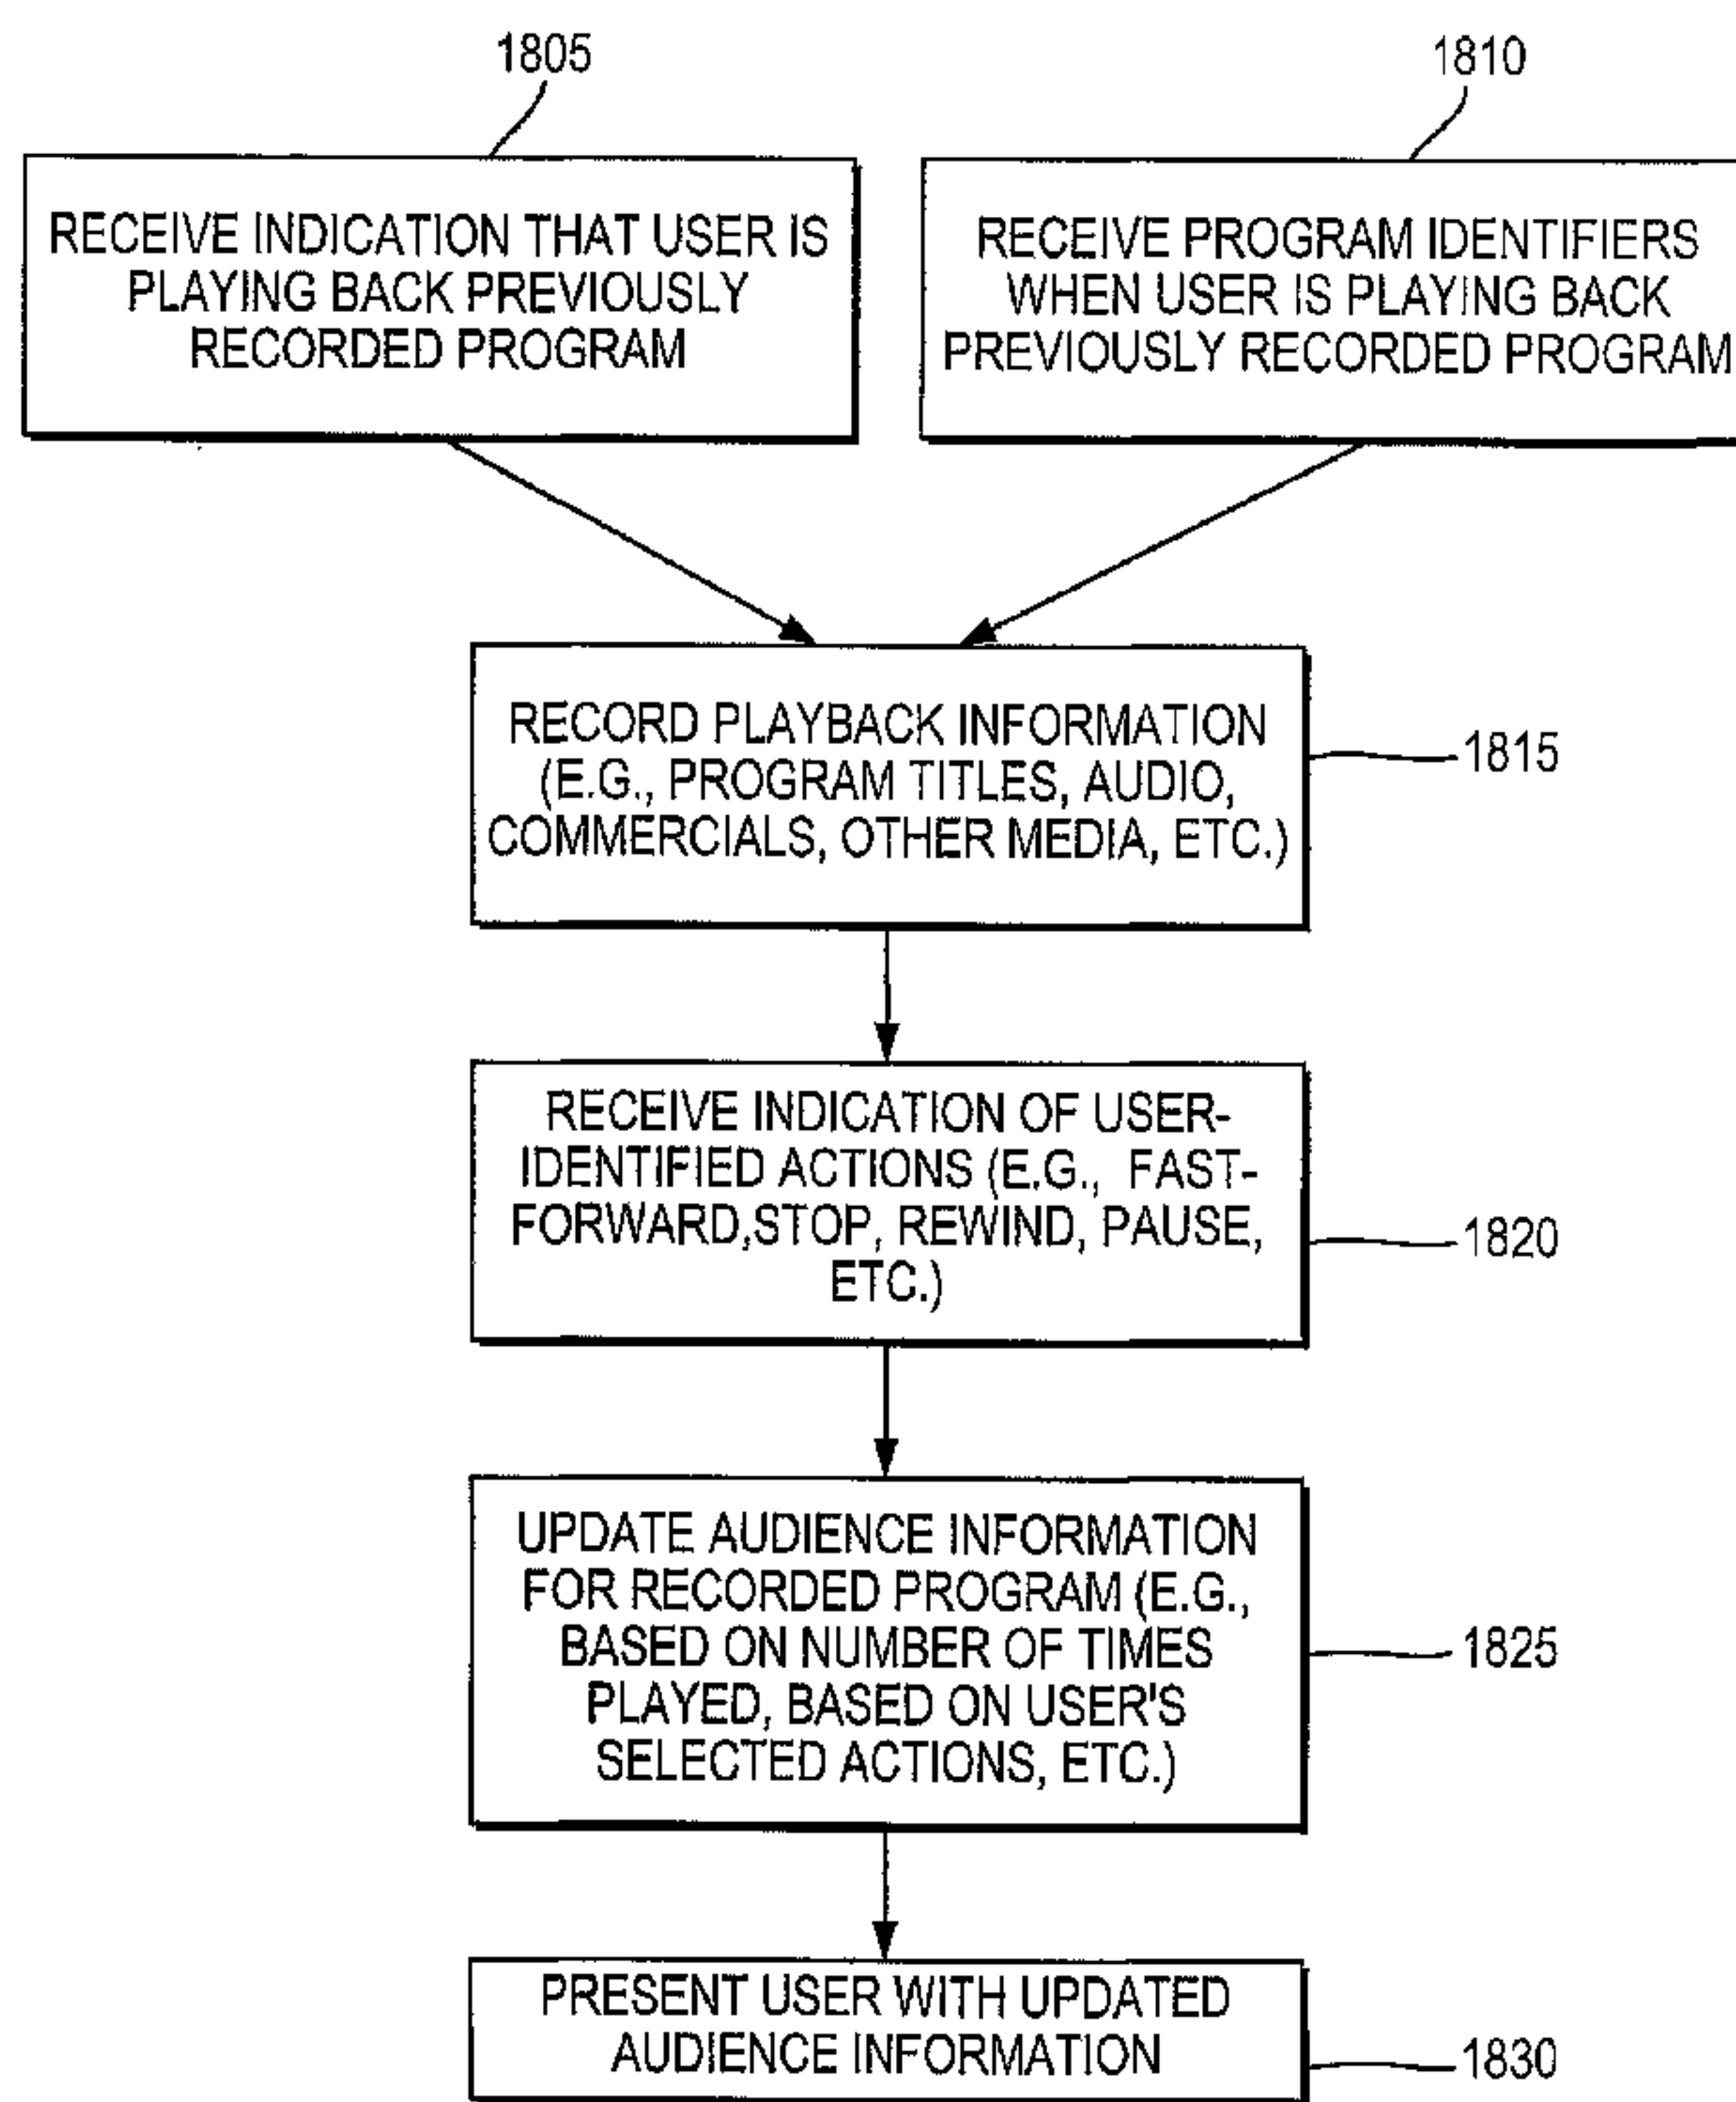 1805
1810
RECEIVE INDICATION THAT USER IS
PLAYING BACK PREVIOUSLY
RECORDED PROGRAM
RECEIVE PROGRAM IDENTIFIERS
WHEN USER IS PLAYING BACK
PREVIOUSLY RECORDED PROGRAM
RECORD PLAYBACK INFORMATION
(E.G., PROGRAM TITLES, AUDIO,
COMMERCIALS, OTHER MEDIA, ETC.)
1815
RECEIVE INDICATION OF USER-
IDENTIFIED ACTIONS (E.G., FAST-
FORWARD,STOP, REWIND, PAUSE,
ETC.)
1820
UPDATE AUDIENCE INFORMATION
FOR RECORDED PROGRAM (E.G.,
BASED ON NUMBER OF TIMES
PLAYED, BASED ON USER'S
SELECTED ACTIONS, ETC.)
1825
PRESENT USER WITH UPDATED
AUDIENCE INFORMATION
1830